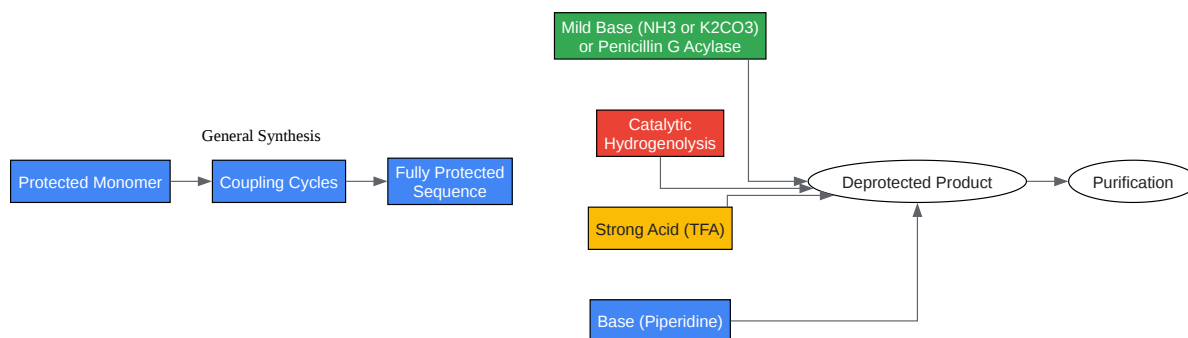 General Synthesis
Protected Monomer
Coupling Cycles
Fully Protected
Sequence
Mild Base (NH3 or K2CO3)
or Penicillin G Acylase
Catalytic
Hydrogenolysis
Strong Acid (TFA)
Base (Piperidine)
Deprotected Product
Purification